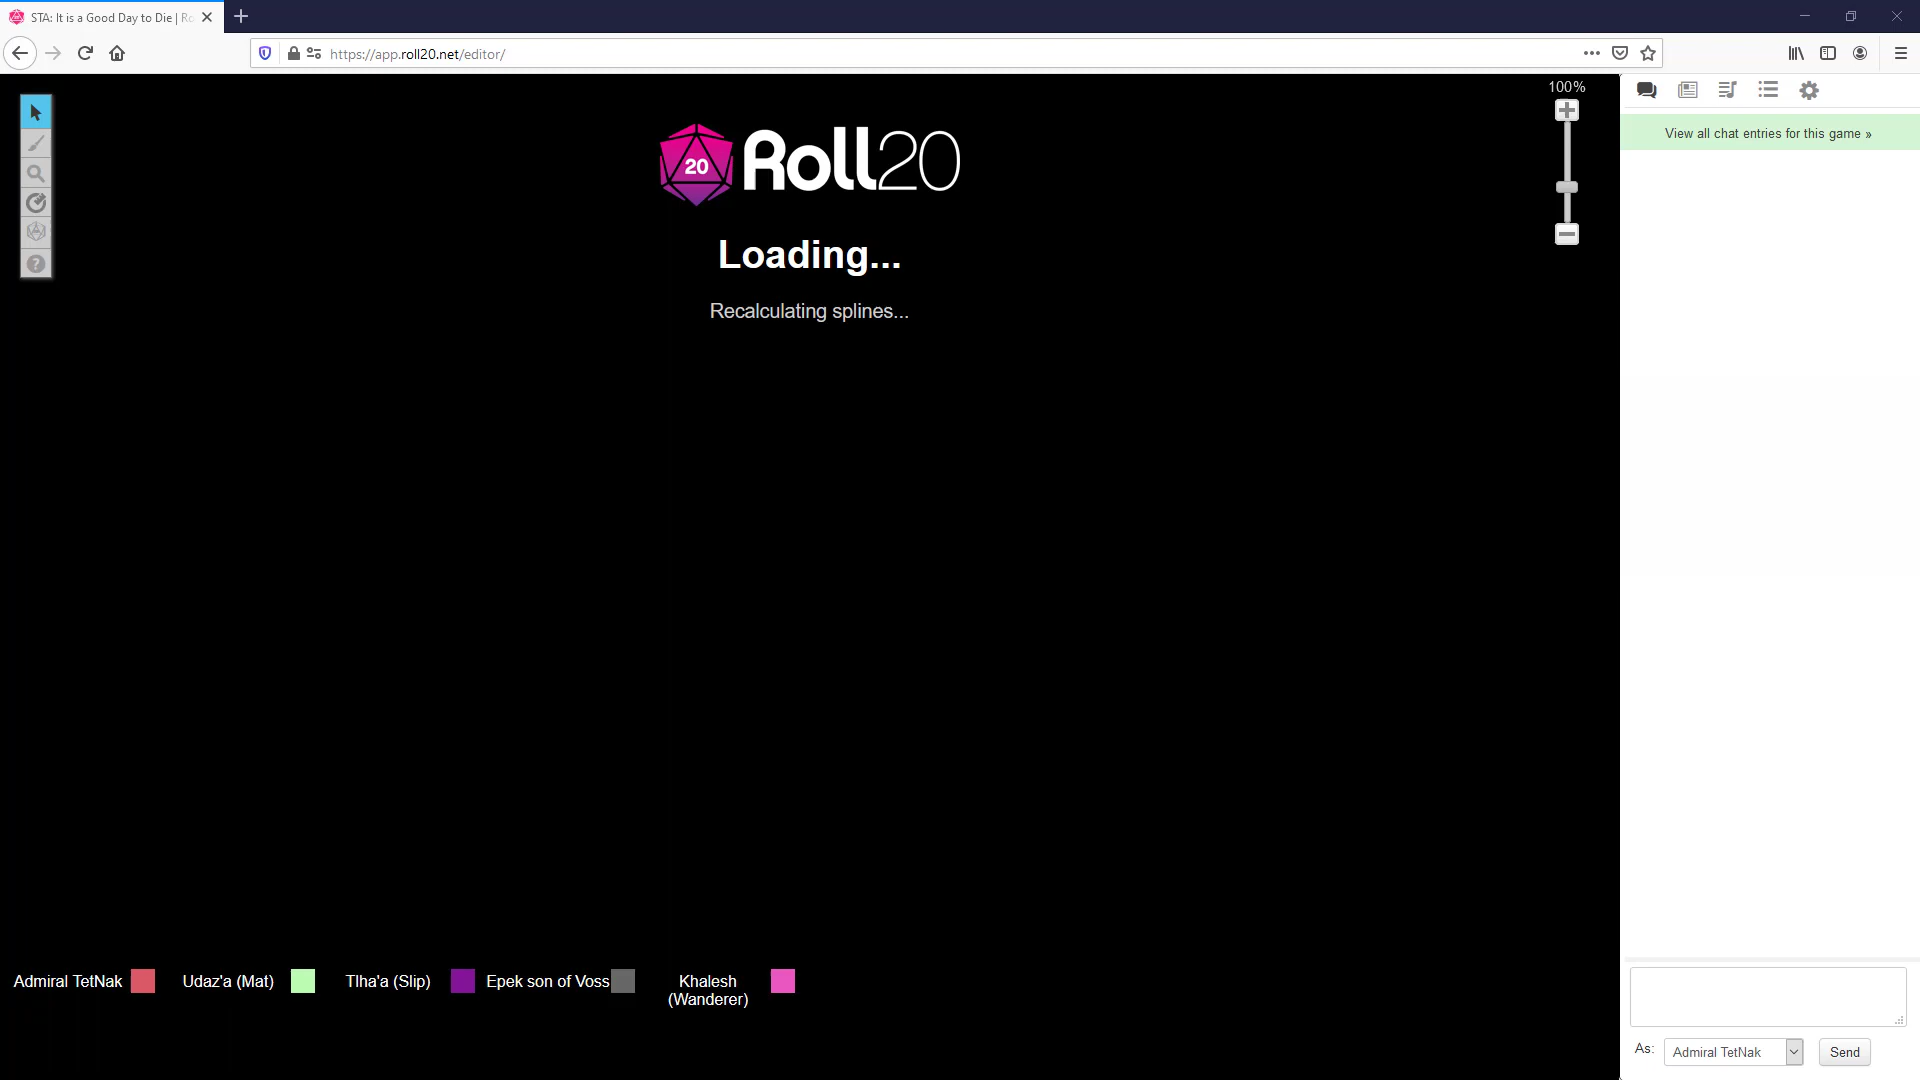 STA: It is a Good Day to Die | Ro
https://app.roll20.net/editor/
100%
View all chat entries for this game »
20
Roll20
Loading...
Recalculating splines...
Admiral TetNak
Udaz'a (Mat)
Tlha'a (Slip)
Epek son of Voss
Khalesh
(Wanderer)
As:
Admiral TetNak
Send